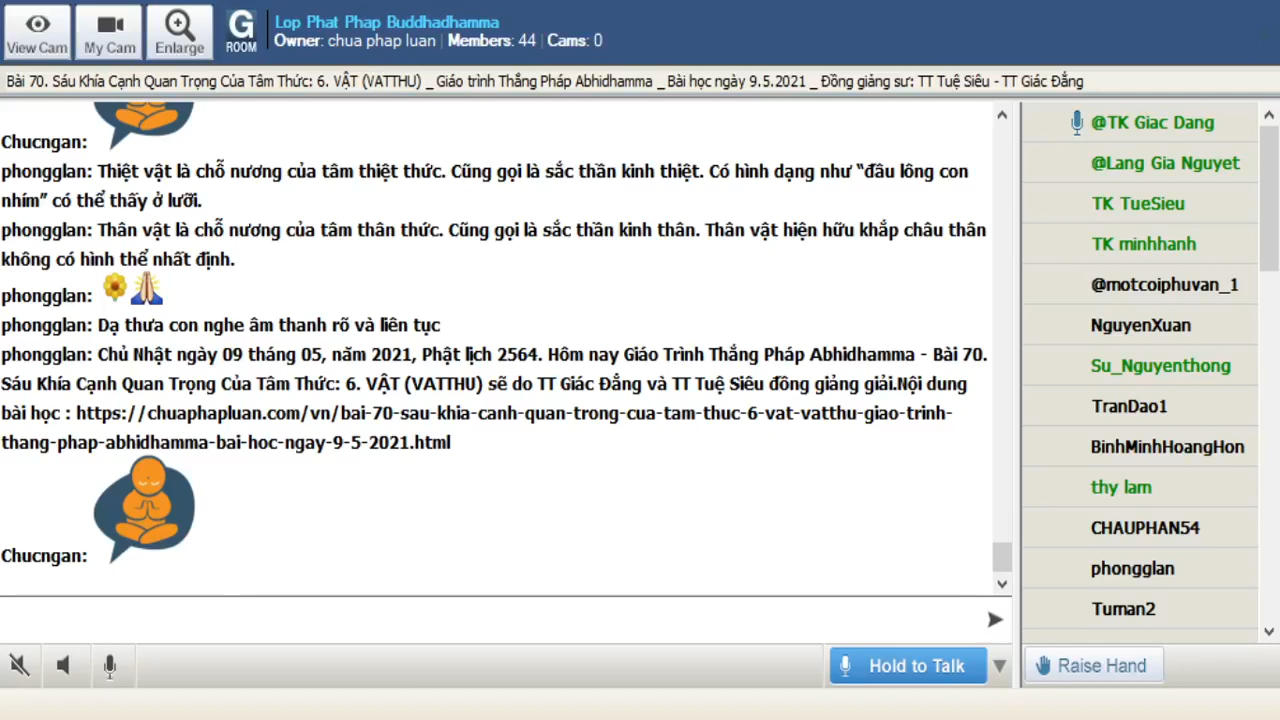 View Cam
My Cam
Enlarge
G
ROOM
Lop Phat Phap Buddhadhamma
Owner: chua phap luan | Members: 44 | Cams: 0
Bài 70. Sáu Khía Cạnh Quan Trọng Của Tâm Thức: 6. VẬT (VATTHU) _ Giáo trình Thắng Pháp Abhidhamma _ Bài học ngày 9.5.2021 _ Đồng giảng sư: TT Tuệ Siêu - TT Giác Đẳng
Chucngan:
phongglan: Thiệt vật là chỗ nương của tâm thiệt thức. Cũng gọi là sắc thần kinh thiệt. Có hình dạng như “đầu lông con
nhím” có thể thấy ở lưỡi.
phongglan: Thân vật là chỗ nương của tâm thân thức. Cũng gọi là sắc thần kinh thân. Thân vật hiện hữu khắp châu thân
không có hình thể nhất định.
phongglan:
phongglan: Dạ thưa con nghe âm thanh rõ và liên tục
phongglan: Chủ Nhật ngày 09 tháng 05, năm 2021, Phật lịch 2564. Hôm nay Giáo Trình Thắng Pháp Abhidhamma - Bài 70.
Sáu Khía Cạnh Quan Trọng Của Tâm Thức: 6. VẬT (VATTHU) sẽ do TT Giác Đẳng và TT Tuệ Siêu đồng giảng giải.Nội dung
bài học : https://chuaphapluan.com/vn/bai-70-sau-khia-canh-quan-trong-cua-tam-thuc-6-vat-vatthu-giao-trinh-
thang-phap-abhidhamma-bai-hoc-ngay-9-5-2021.html
Chucngan:
@TK Giac Dang
@Lang Gia Nguyet
TK TueSieu
TK minhhanh
@motcoiphuvan_1
NguyenXuan
Su_Nguyenthong
TranDao1
BinhMinhHoangHon
thy lam
CHAUPHAN54
phongglan
Tuman2
Hold to Talk
Raise Hand